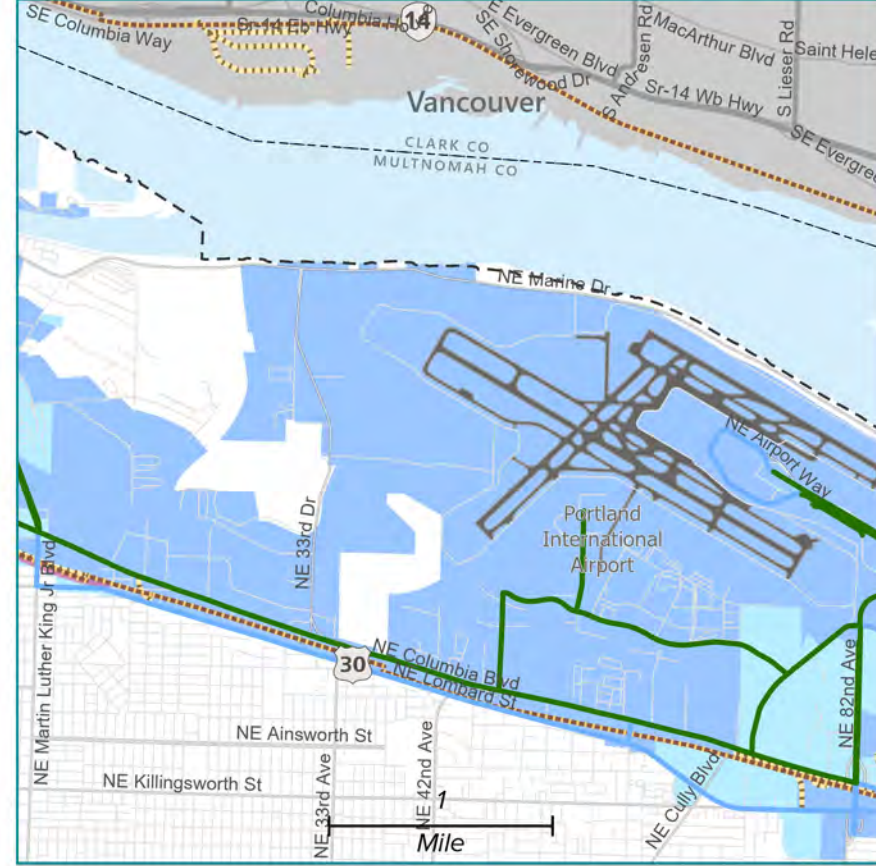 SE Columbia Way
Sr-14 Eb Hwy
14
SE Evergreen Blvd
SE Shorewood Dr
S Andresen Rd
MacArthur Blvd
S Lieser Rd
Saint Hele
Sr-14 Wb Hwy
SE Evergree
Vancouver
CLARK CO
MULTNOMAH CO
NE Marine Dr
NE Airport Way
Portland
International
Airport
NE 33rd Dr
NE Martin Luther King Jr Blvd
NE Columbia Blvd
30
NE Lombard St
NE 82nd Ave
NE Ainsworth St
NE Killingsworth St
NE 33rd Ave
NE 42nd Ave
NE Cully Blvd
1
Mile